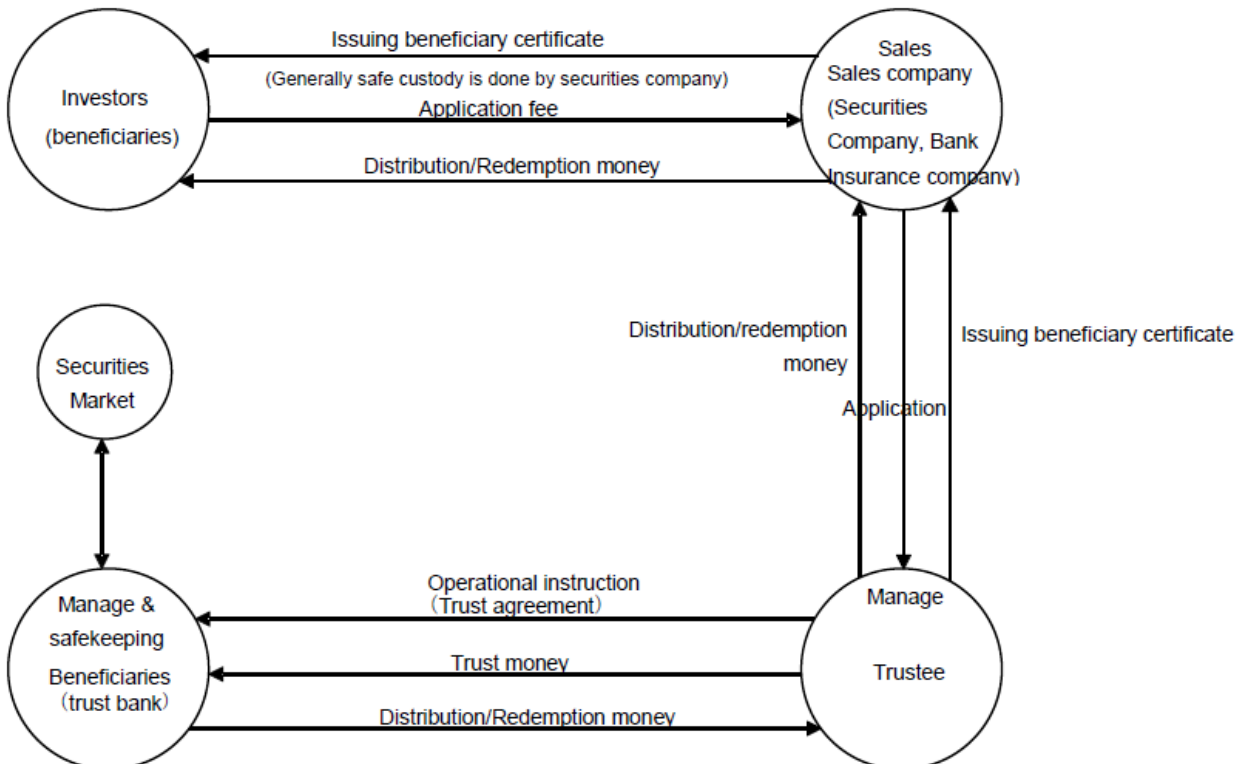 Issuing beneficiary certificate
(Generally safe custody is done by securities company)
Application fee
Distribution/Redemption money
Investors
(beneficiaries)
Sales
Sales company
(Securities
Company, Bank
Insurance company)
Distribution/redemption
money
Application
Issuing beneficiary certificate
Securities
Market
Manage &
safekeeping
Beneficiaries
（trust bank）
Operational instruction
（Trust agreement）
Trust money
Distribution/Redemption money
Manage
Trustee